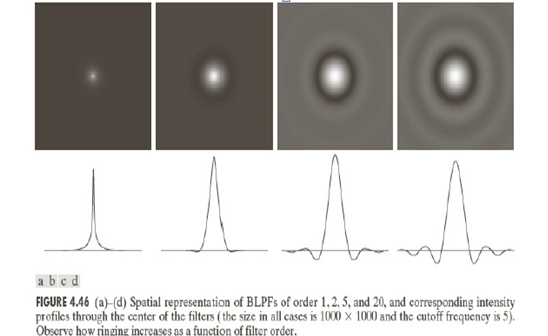 a b c d
FIGURE 4.46 (a)–(d) Spatial representation of BLPFs of order 1, 2, 5, and 20, and corresponding intensity
profiles through the center of the filters (the size in all cases is 1000 × 1000 and the cutoff frequency is 5).
Observe how ringing increases as a function of filter order.